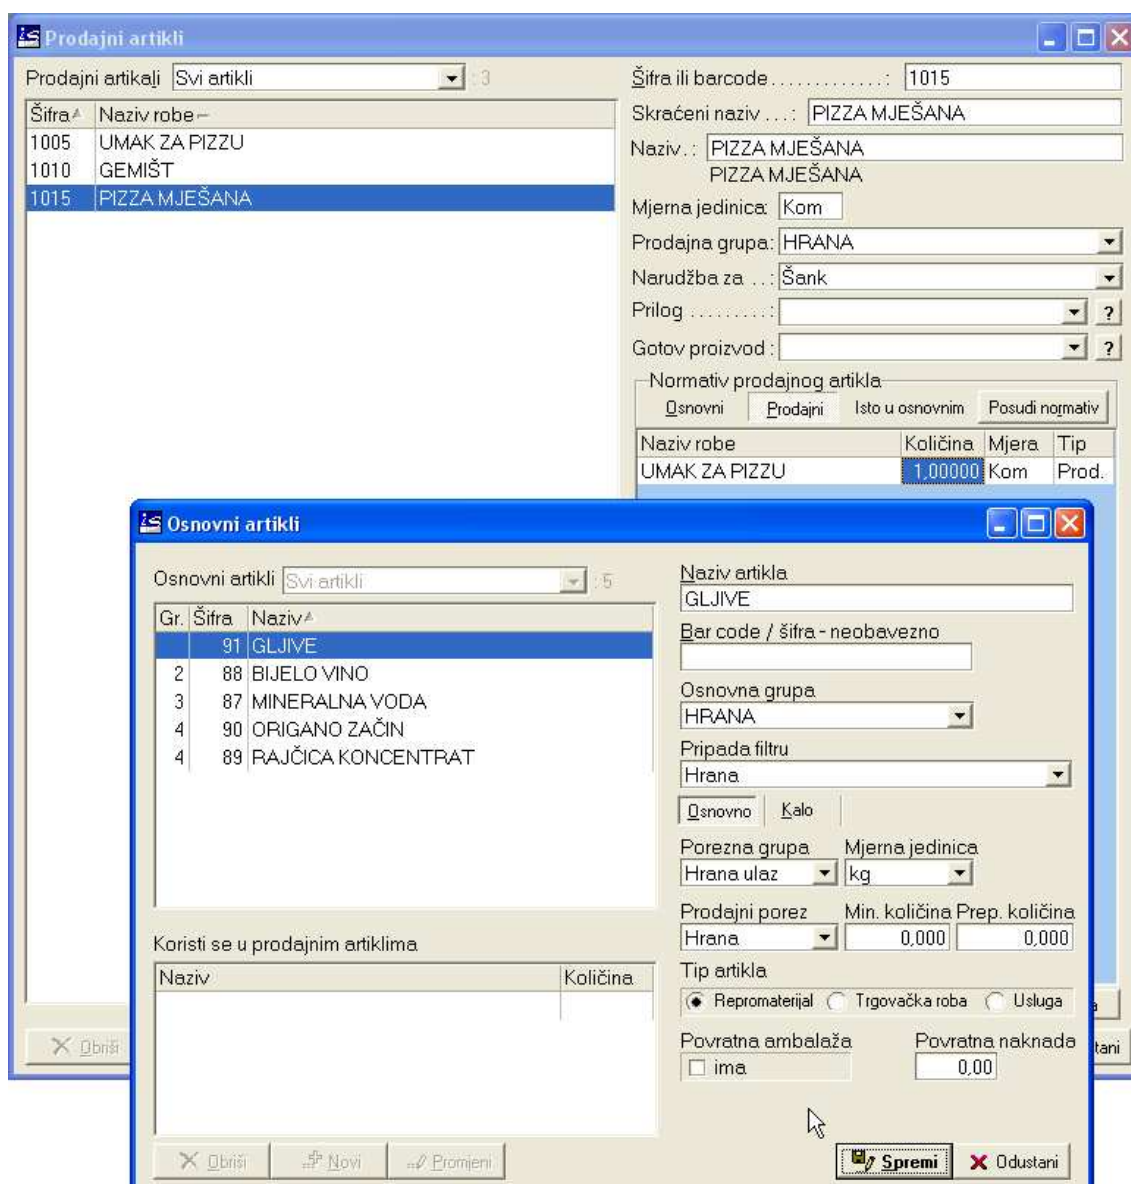 Prodajni artikli
Prodajni artikali Svi artikli : 3
Šifra Naziv robe
1005 UMAK ZA PIZZU
1010 GEMIŠT
1015 PIZZA MJEŠANA
Šifra ili barcode.............: 1015
Skraćeni naziv ...: PIZZA MJEŠANA
Naziv.: PIZZA MJEŠANA
PIZZA MJEŠANA
Mjerna jedinica: Kom
Prodajna grupa: HRANA
Narudžba za ..: Šank
Prilog .........: ?
Gotov proizvod : ?
Normativ prodajnog artikla
Osnovni Prodajni Isto u osnovnim Posudi normativ
Naziv robe Količina Mjera Tip
UMAK ZA PIZZU 1,00000 Kom Prod.
Obriši
tani
Osnovni artikli
Osnovni artikli Svi artikli : 5
Gr. Šifra Naziv
91 GLJIVE
2 88 BIJELO VINO
3 87 MINERALNA VODA
4 90 ORIGANO ZAČIN
4 89 RAJČICA KONCENTRAT
Koristi se u prodajnim artiklima
Naziv Količina
Naziv artikla
GLJIVE
Bar code / šifra - neobavezno
Osnovna grupa
HRANA
Pripada filtru
Hrana
Osnovno Kalo
Porezna grupa Mjerna jedinica
Hrana ulaz kg
Prodajni porez Min. količina Prep. količina
Hrana 0,000 0,000
Tip artikla
Repromaterijal Trgovačka roba Usluga
Povratna ambalaža Povratna naknada
ima 0,00
Obriši Novi Promjeni Spremi Odustani